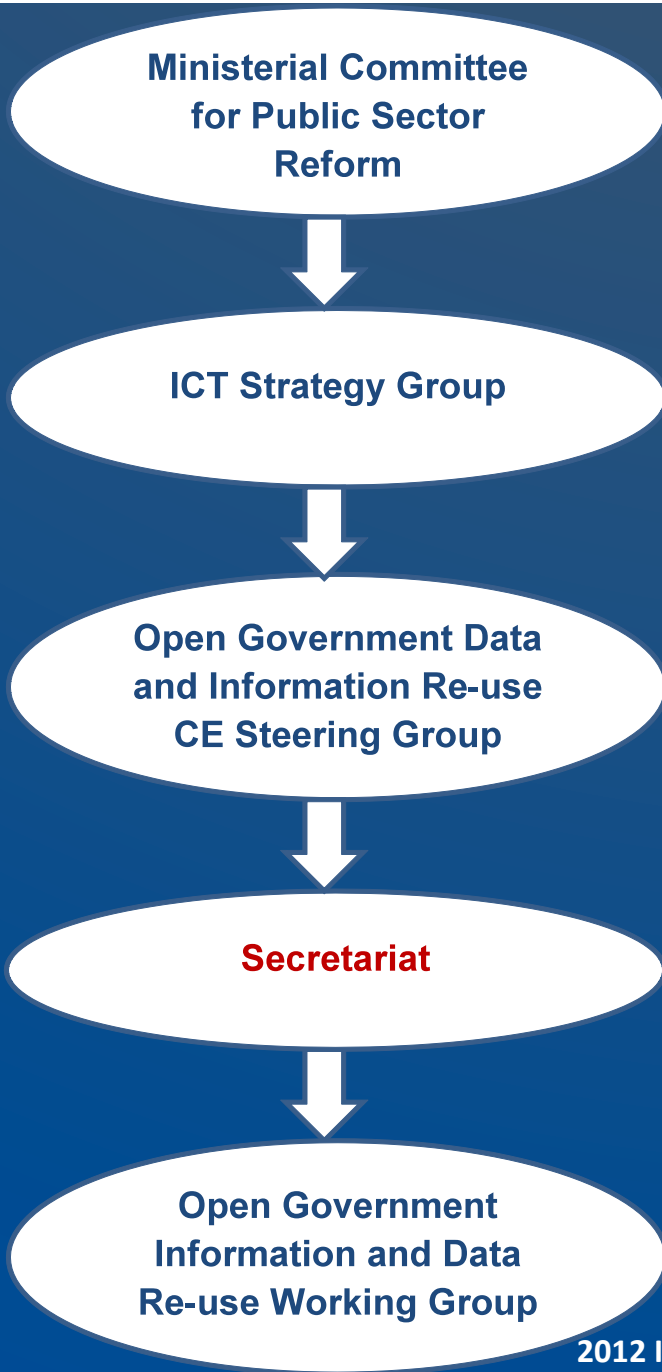 Ministerial Committee
for Public Sector
Reform
ICT Strategy Group
Open Government Data
and Information Re-use
CE Steering Group
Secretariat
Open Government
Information and Data
Re-use Working Group
2012